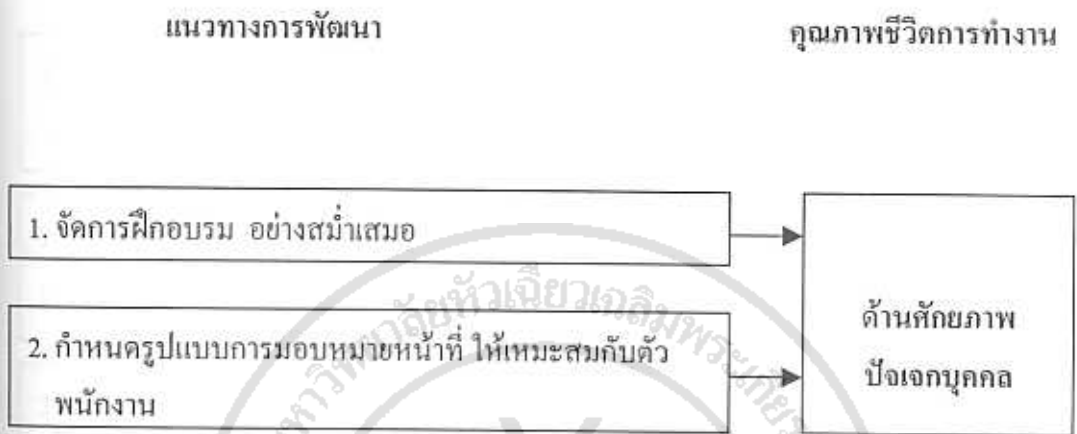 แนวทางการพัฒนา
คุณภาพชีวิตการทำงาน
1. จัดการฝึกอบรม อย่างสม่ำเสมอ
2. กำหนดรูปแบบการมอบหมายหน้าที่ ให้เหมาะสมกับตัว
พนักงาน
ด้านศักยภาพ
ปัจเจกบุคคล